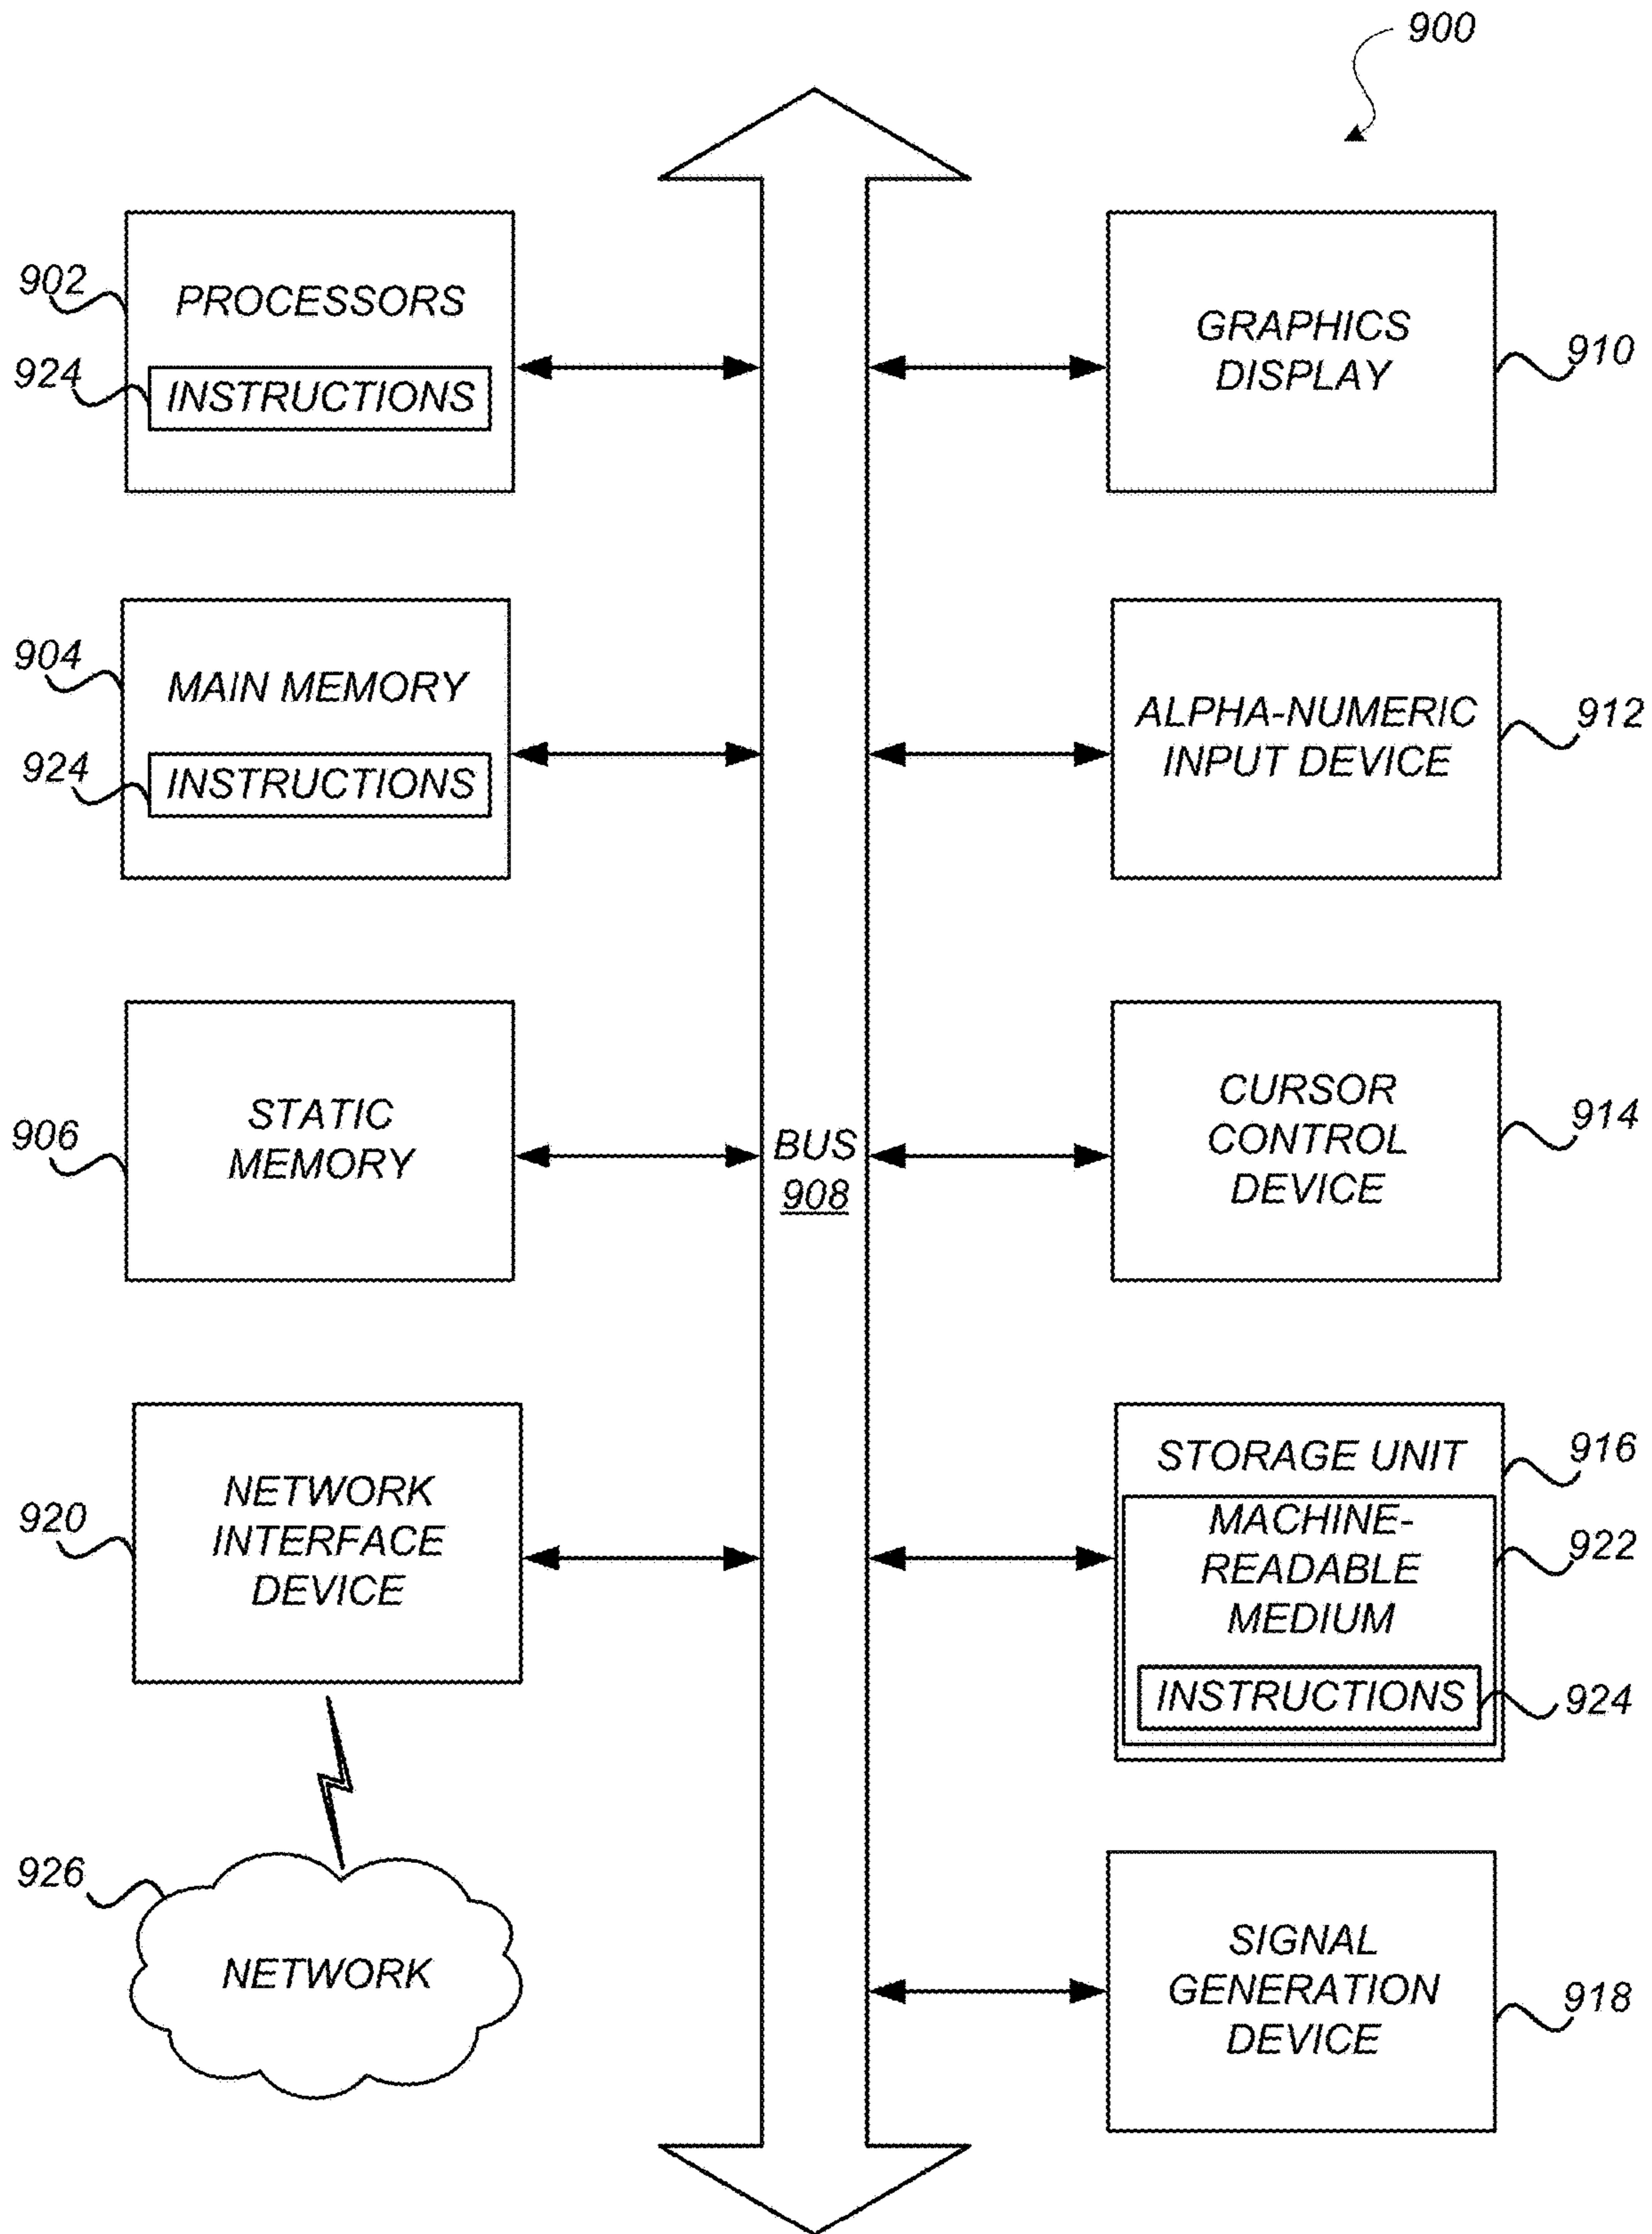 900
902
PROCESSORS
924
INSTRUCTIONS
GRAPHICS
DISPLAY
910
904
MAIN MEMORY
924
INSTRUCTIONS
ALPHA-NUMERIC
INPUT DEVICE
912
906
STATIC
MEMORY
BUS
908
CURSOR
CONTROL
DEVICE
914
920
NETWORK
INTERFACE
DEVICE
STORAGE UNIT
916
MACHINE-
READABLE
MEDIUM
922
INSTRUCTIONS
924
926
NETWORK
SIGNAL
GENERATION
DEVICE
918